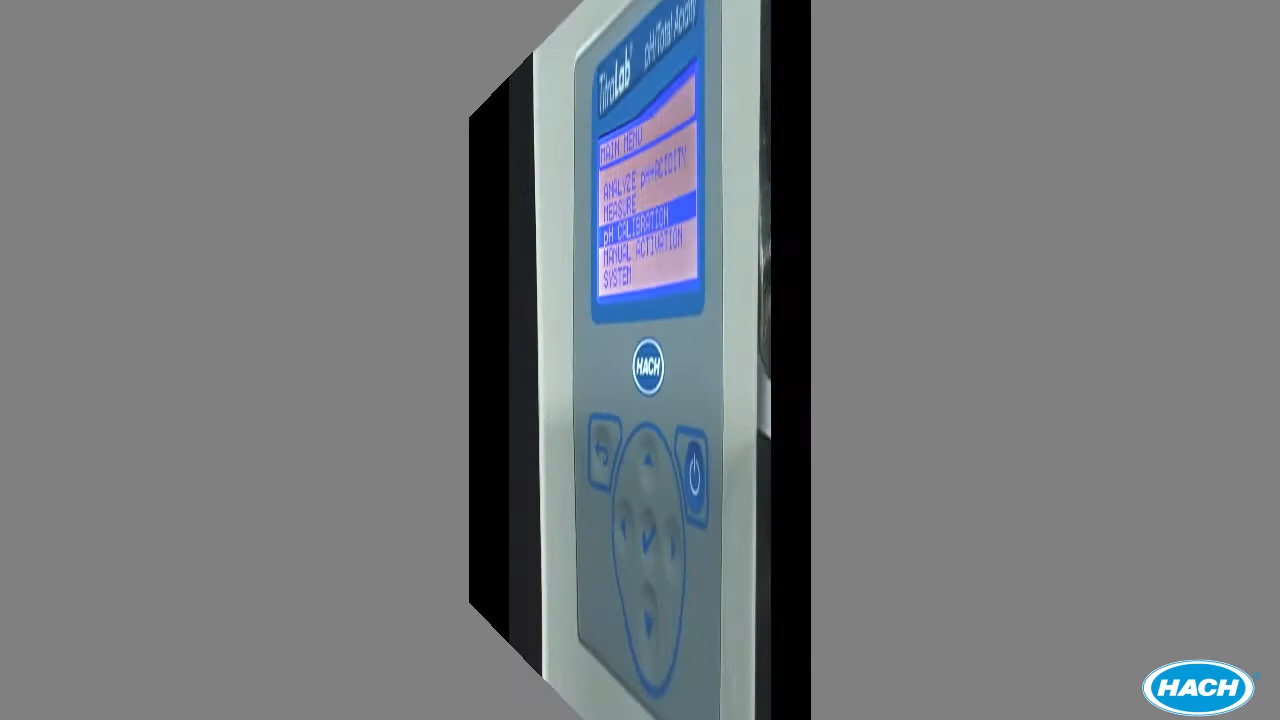 TitraLab® pH/Total Acidity
MAIN MENU
ANALYZE pH+ACIDITY
MEASURE
pH CALIBRATION
MANUAL ACTIVATION
SYSTEM
HACH
HACH